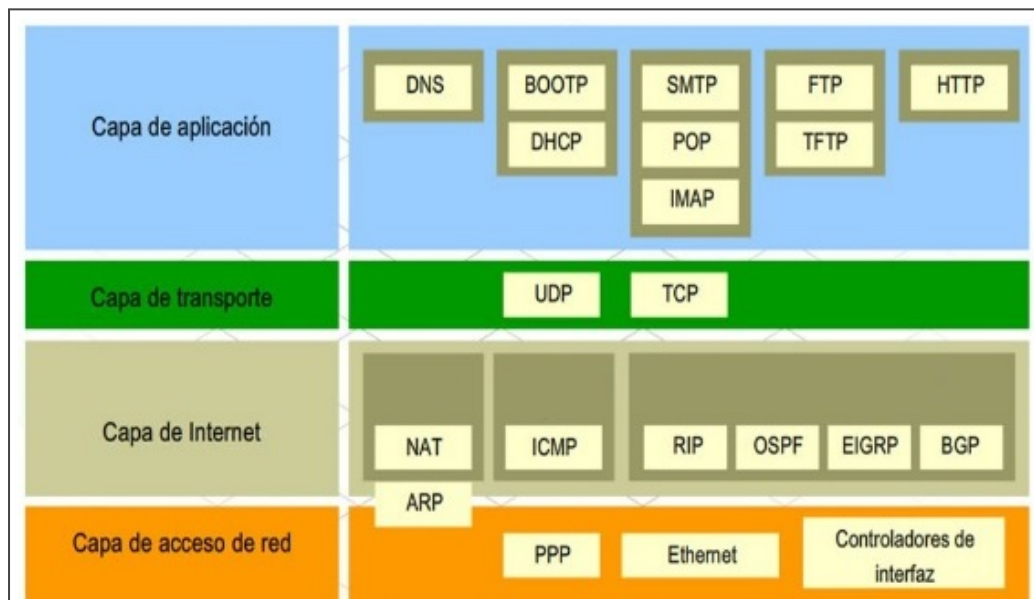 Capa de aplicación
DNS
BOOTP
SMTP
FTP
HTTP
DHCP
POP
TFTP
IMAP
Capa de transporte
UDP
TCP
Capa de Internet
NAT
ICMP
RIP
OSPF
EIGRP
BGP
ARP
Capa de acceso de red
PPP
Ethernet
Controladores de
interfaz